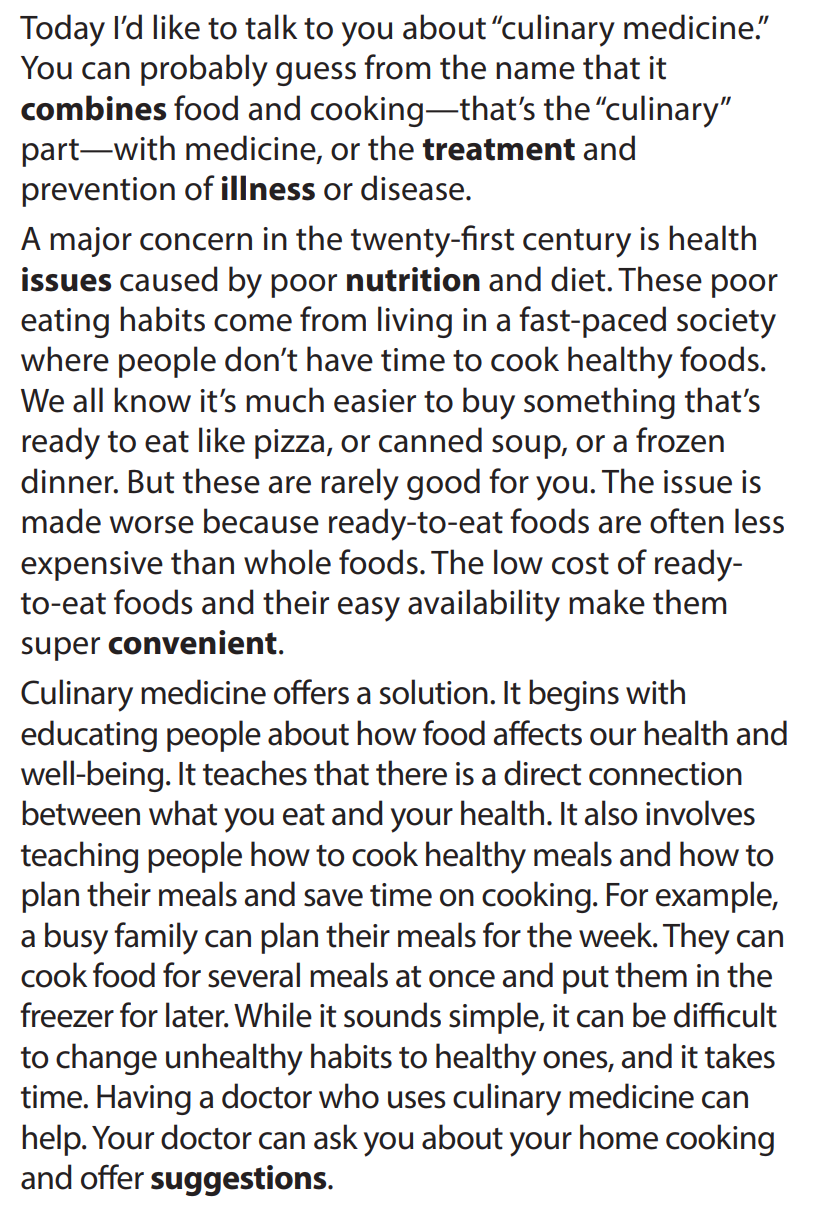 Today I’d like to talk to you about “culinary medicine.”
You can probably guess from the name that it
combines food and cooking—that’s the “culinary”
part—with medicine, or the treatment and
prevention of illness or disease.
A major concern in the twenty-first century is health
issues caused by poor nutrition and diet. These poor
eating habits come from living in a fast-paced society
where people don’t have time to cook healthy foods.
We all know it’s much easier to buy something that’s
ready to eat like pizza, or canned soup, or a frozen
dinner. But these are rarely good for you. The issue is
made worse because ready-to-eat foods are often less
expensive than whole foods. The low cost of ready-
to-eat foods and their easy availability make them
super convenient.
Culinary medicine offers a solution. It begins with
educating people about how food affects our health and
well-being. It teaches that there is a direct connection
between what you eat and your health. It also involves
teaching people how to cook healthy meals and how to
plan their meals and save time on cooking. For example,
a busy family can plan their meals for the week. They can
cook food for several meals at once and put them in the
freezer for later. While it sounds simple, it can be difficult
to change unhealthy habits to healthy ones, and it takes
time. Having a doctor who uses culinary medicine can
help. Your doctor can ask you about your home cooking
and offer suggestions.